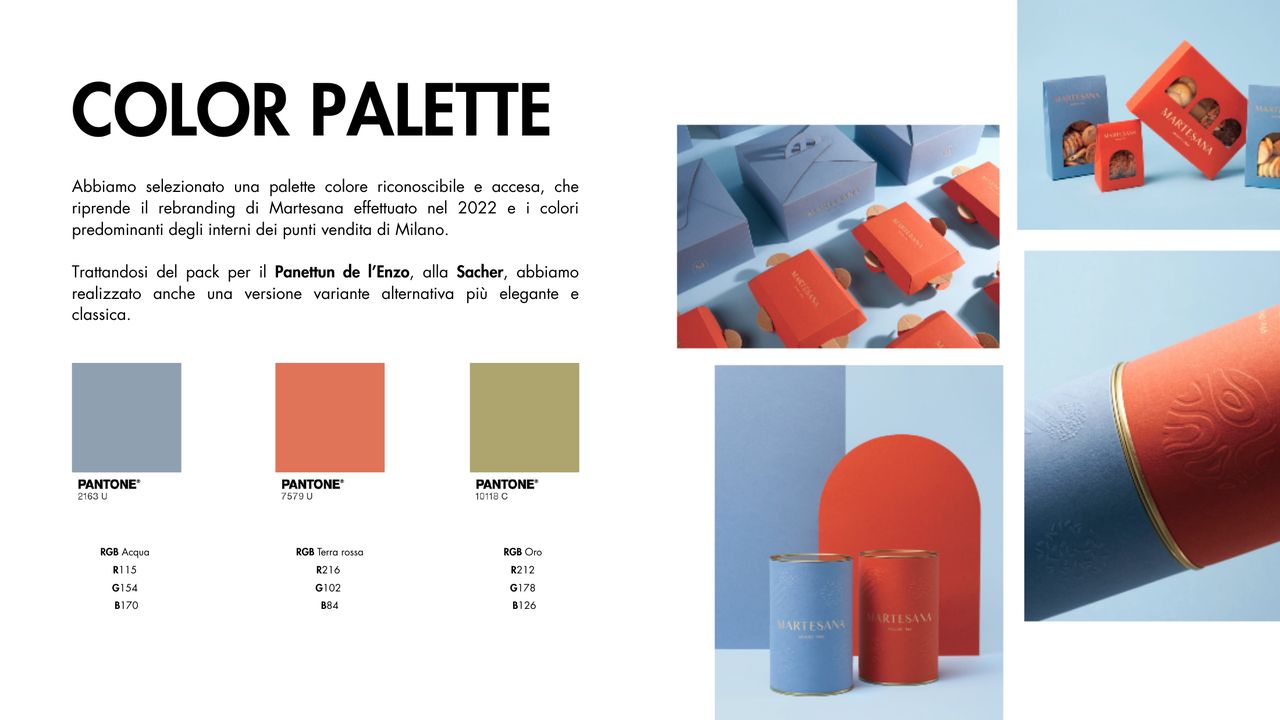 COLOR PALETTE
Abbiamo selezionato una palette colore riconoscibile e accesa, che
riprende il rebranding di Martesana effettuato nel 2022 e i colori
predominanti degli interni dei punti vendita di Milano.
Trattandosi del pack per il Panettun de l’Enzo, alla Sacher, abbiamo
realizzato anche una versione variante alternativa più elegante e
classica.
PANTONE®
2163 U
RGB Acqua
R115
G154
B170
PANTONE®
7579 U
RGB Terra rossa
R216
G102
B84
PANTONE®
10118 C
RGB Oro
R212
G178
B126
MARTESANA
MARTESANA
MARTESANA
MARTESANA
MARTESANA
MARTESANA
MARTESANA
MARTESANA